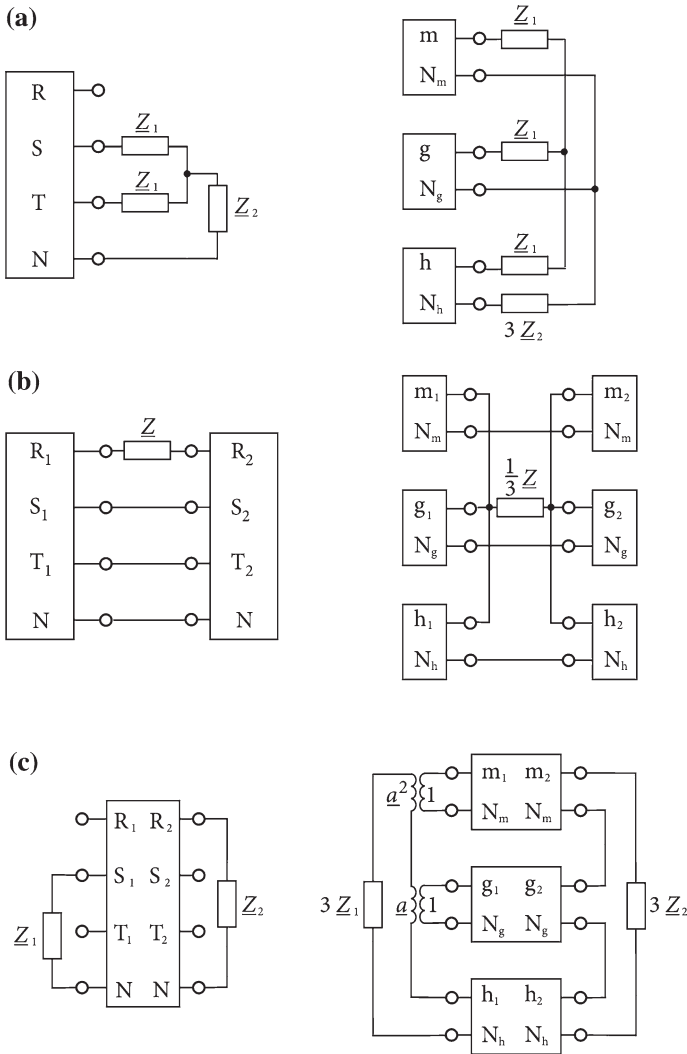 (a)
R
S Z1
T Z1 Z2
N
m Z1
Nm
g Z1
Ng
h Z1
Nh
3 Z2
(b)
R1 Z R2
S1 S2
T1 T2
N N
m1 m2
Nm Nm
1/3 Z
g1 g2
Ng Ng
h1 h2
Nh Nh
(c)
R1 R2
S1 S2
Z1 Z2
T1 T2
N N
a² 1 m1 m2
Nm Nm
3 Z1 a 1 g1 g2 3 Z2
Ng Ng
h1 h2
Nh Nh